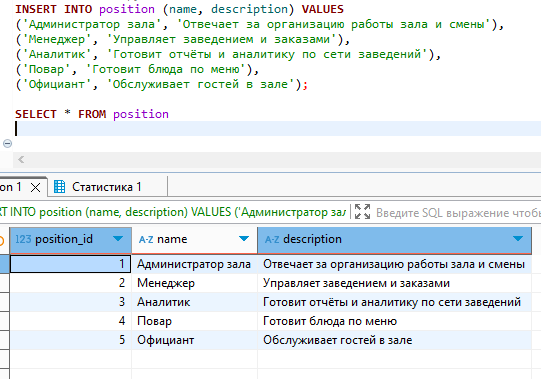 INSERT INTO position (name, description) VALUES
('Администратор зала', 'Отвечает за организацию работы зала и смены'),
('Менеджер', 'Управляет заведением и заказами'),
('Аналитик', 'Готовит отчёты и аналитику по сети заведений'),
('Повар', 'Готовит блюда по меню'),
('Официант', 'Обслуживает гостей в зале');
SELECT * FROM position
on 1 Статистика 1
RT INTO position (name, description) VALUES ('Администратор зал Введите SQL выражение чтобы
123 position_id A-Z name A-Z description
1 Администратор зала Отвечает за организацию работы зала и смены
2 Менеджер Управляет заведением и заказами
3 Аналитик Готовит отчёты и аналитику по сети заведений
4 Повар Готовит блюда по меню
5 Официант Обслуживает гостей в зале